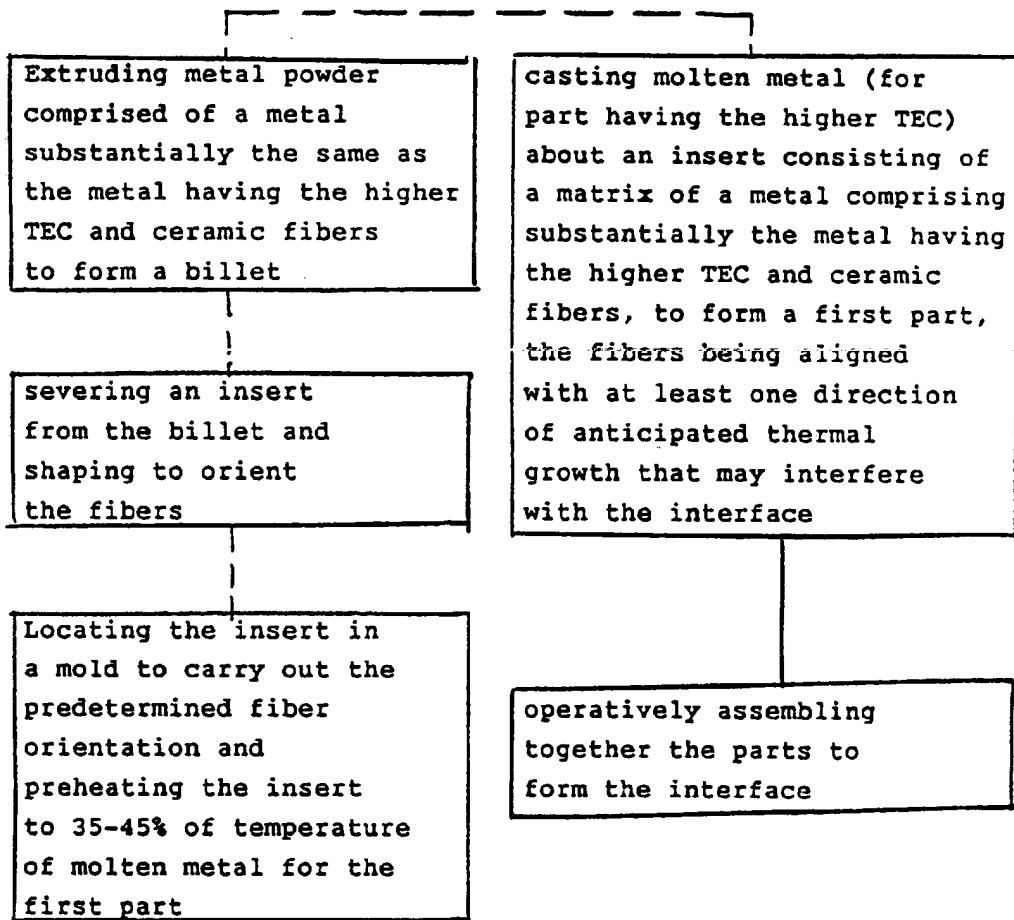 Extruding metal powder
comprised of a metal
substantially the same as
the metal having the higher
TEC and ceramic fibers
to form a billet
severing an insert
from the billet and
shaping to orient
the fibers
Locating the insert in
a mold to carry out the
predetermined fiber
orientation and
preheating the insert
to 35-45% of temperature
of molten metal for the
first part
casting molten metal (for
part having the higher TEC)
about an insert consisting of
a matrix of a metal comprising
substantially the metal having
the higher TEC and ceramic
fibers, to form a first part,
the fibers being aligned
with at least one direction
of anticipated thermal
growth that may interfere
with the interface
operatively assembling
together the parts to
form the interface